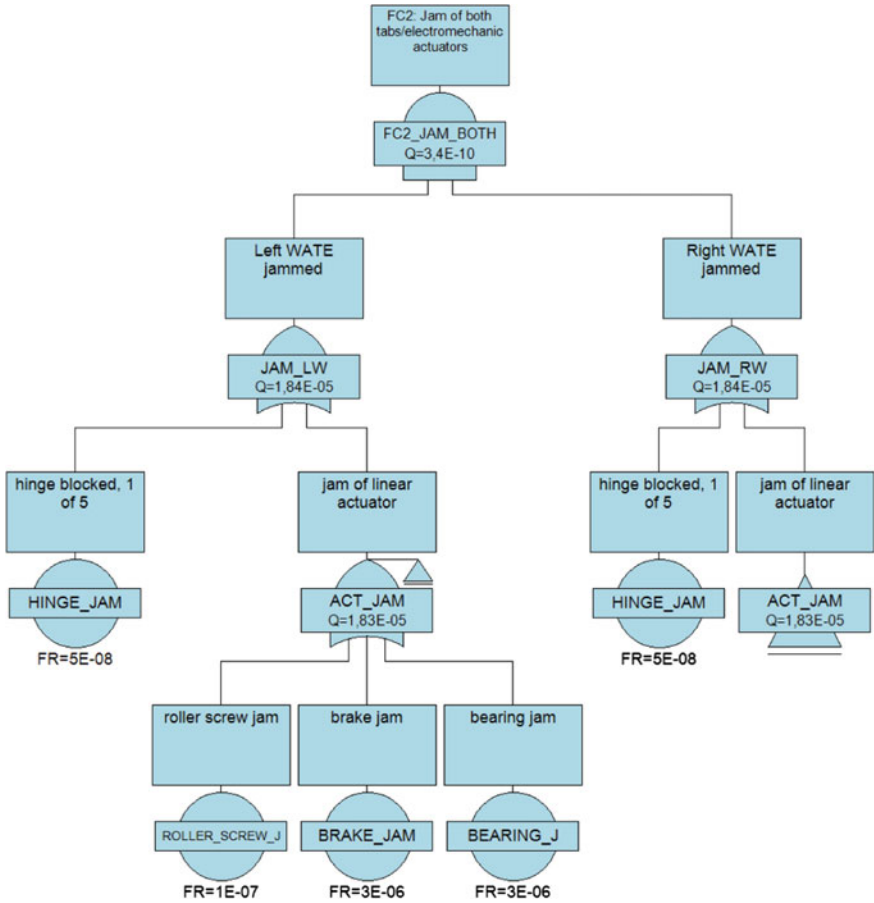 FC2: Jam of both
tabs/electromechanic
actuators
FC2_JAM_BOTH
Q=3,4E-10
Left WATE
jammed
Right WATE
jammed
JAM_LW
Q=1,84E-05
JAM_RW
Q=1,84E-05
hinge blocked, 1
of 5
jam of linear
actuator
hinge blocked, 1
of 5
jam of linear
actuator
HINGE_JAM
FR=5E-08
ACT_JAM
Q=1,83E-05
HINGE_JAM
FR=5E-08
ACT_JAM
Q=1,83E-05
roller screw jam
brake jam
bearing jam
ROLLER_SCREW_J
BRAKE_JAM
BEARING_J
FR=1E-07
FR=3E-06
FR=3E-06